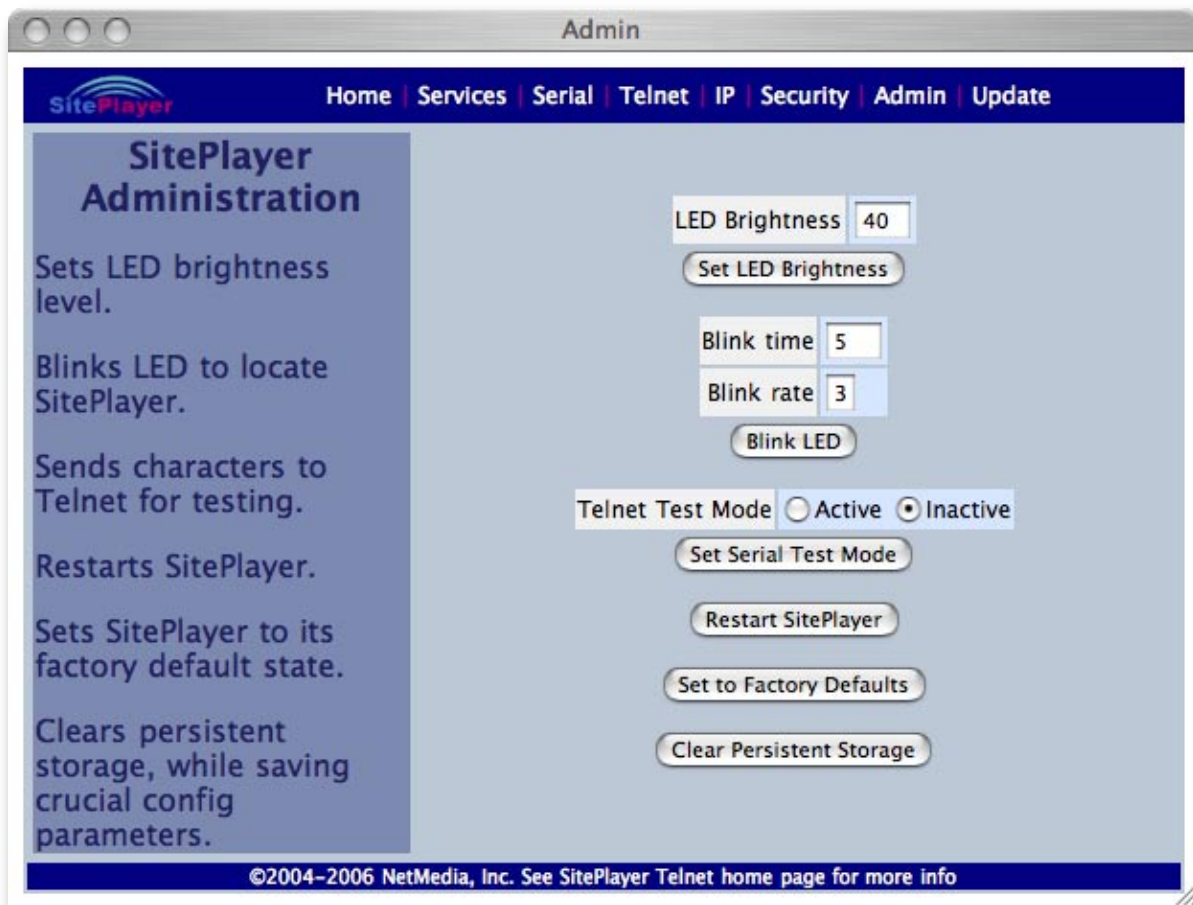 Admin
SitePlayer
Home | Services | Serial | Telnet | IP | Security | Admin | Update
SitePlayer
Administration
Sets LED brightness
level.
Blinks LED to locate
SitePlayer.
Sends characters to
Telnet for testing.
Restarts SitePlayer.
Sets SitePlayer to its
factory default state.
Clears persistent
storage, while saving
crucial config
parameters.
LED Brightness 40
Set LED Brightness
Blink time 5
Blink rate 3
Blink LED
Telnet Test Mode Active Inactive
Set Serial Test Mode
Restart SitePlayer
Set to Factory Defaults
Clear Persistent Storage
©2004-2006 NetMedia, Inc. See SitePlayer Telnet home page for more info